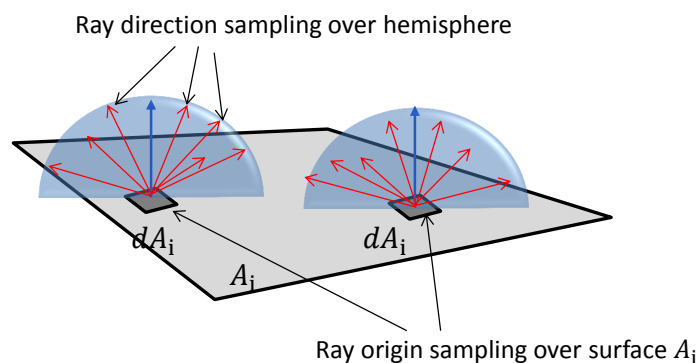 Ray direction sampling over hemisphere
dAᵢ
dAᵢ
Aᵢ
Ray origin sampling over surface Aᵢ